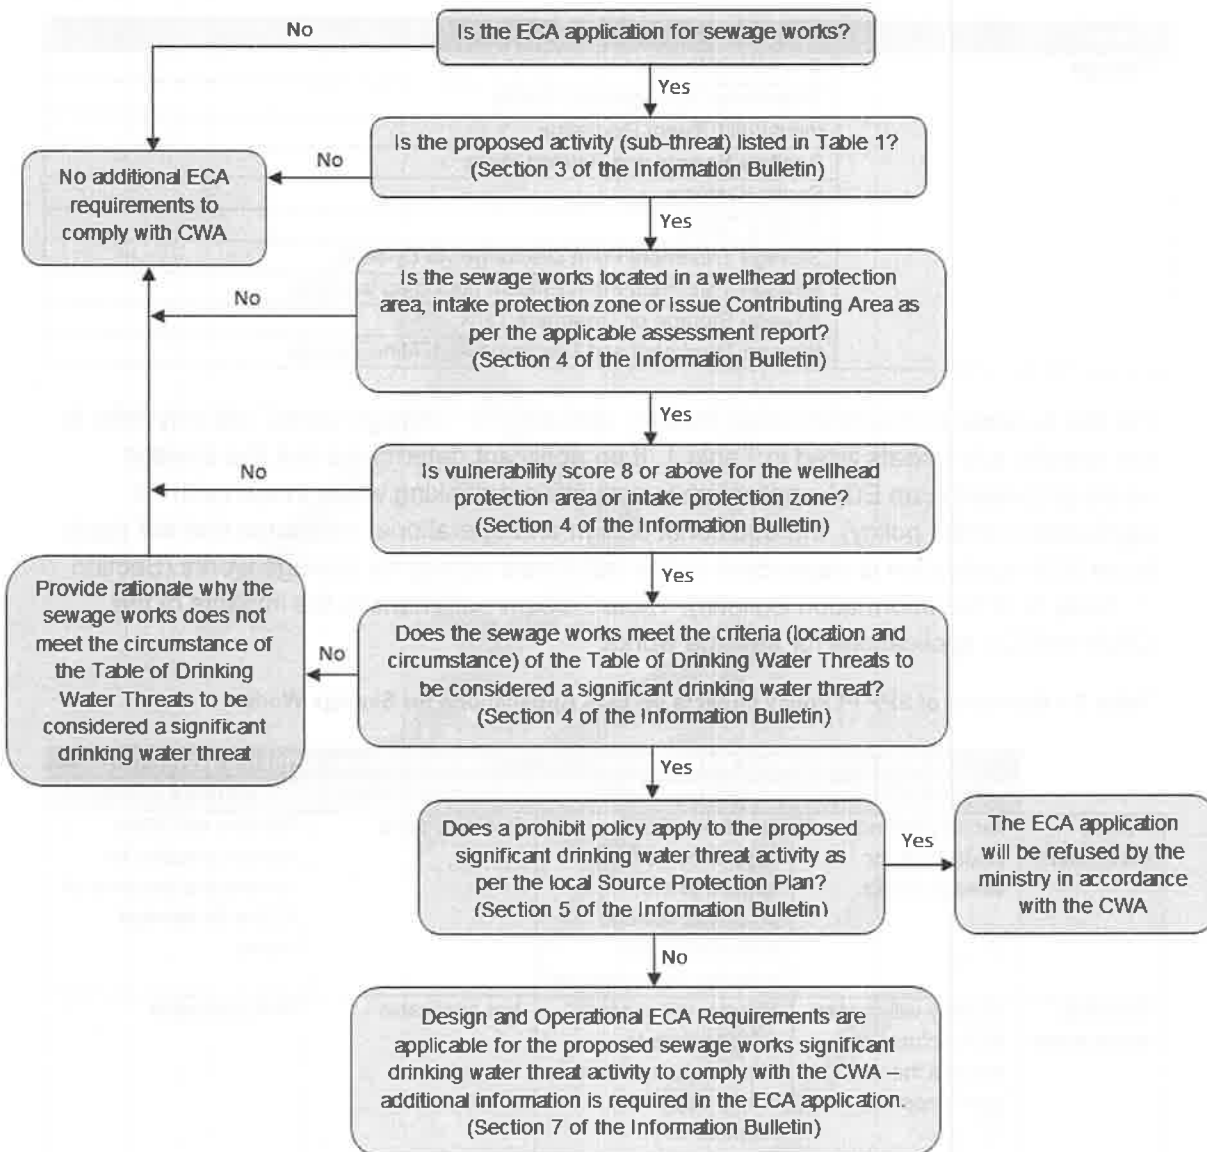 Is the ECA application for sewage works?
No
Yes
Is the proposed activity (sub-threat) listed in Table 1?
(Section 3 of the Information Bulletin)
No
No additional ECA
requirements to
comply with CWA
Yes
Is the sewage works located in a wellhead protection
area, intake protection zone or Issue Contributing Area as
per the applicable assessment report?
(Section 4 of the Information Bulletin)
No
Yes
Is vulnerability score 8 or above for the wellhead
protection area or intake protection zone?
(Section 4 of the Information Bulletin)
No
Yes
Does the sewage works meet the criteria (location and
circumstance) of the Table of Drinking Water Threats to
be considered a significant drinking water threat?
(Section 4 of the Information Bulletin)
No
Provide rationale why the
sewage works does not
meet the circumstance of
the Table of Drinking
Water Threats to be
considered a significant
drinking water threat
Yes
Does a prohibit policy apply to the proposed
significant drinking water threat activity as
per the local Source Protection Plan?
(Section 5 of the Information Bulletin)
Yes
The ECA application
will be refused by the
ministry in accordance
with the CWA
No
Design and Operational ECA Requirements are
applicable for the proposed sewage works significant
drinking water threat activity to comply with the CWA –
additional information is required in the ECA application.
(Section 7 of the Information Bulletin)